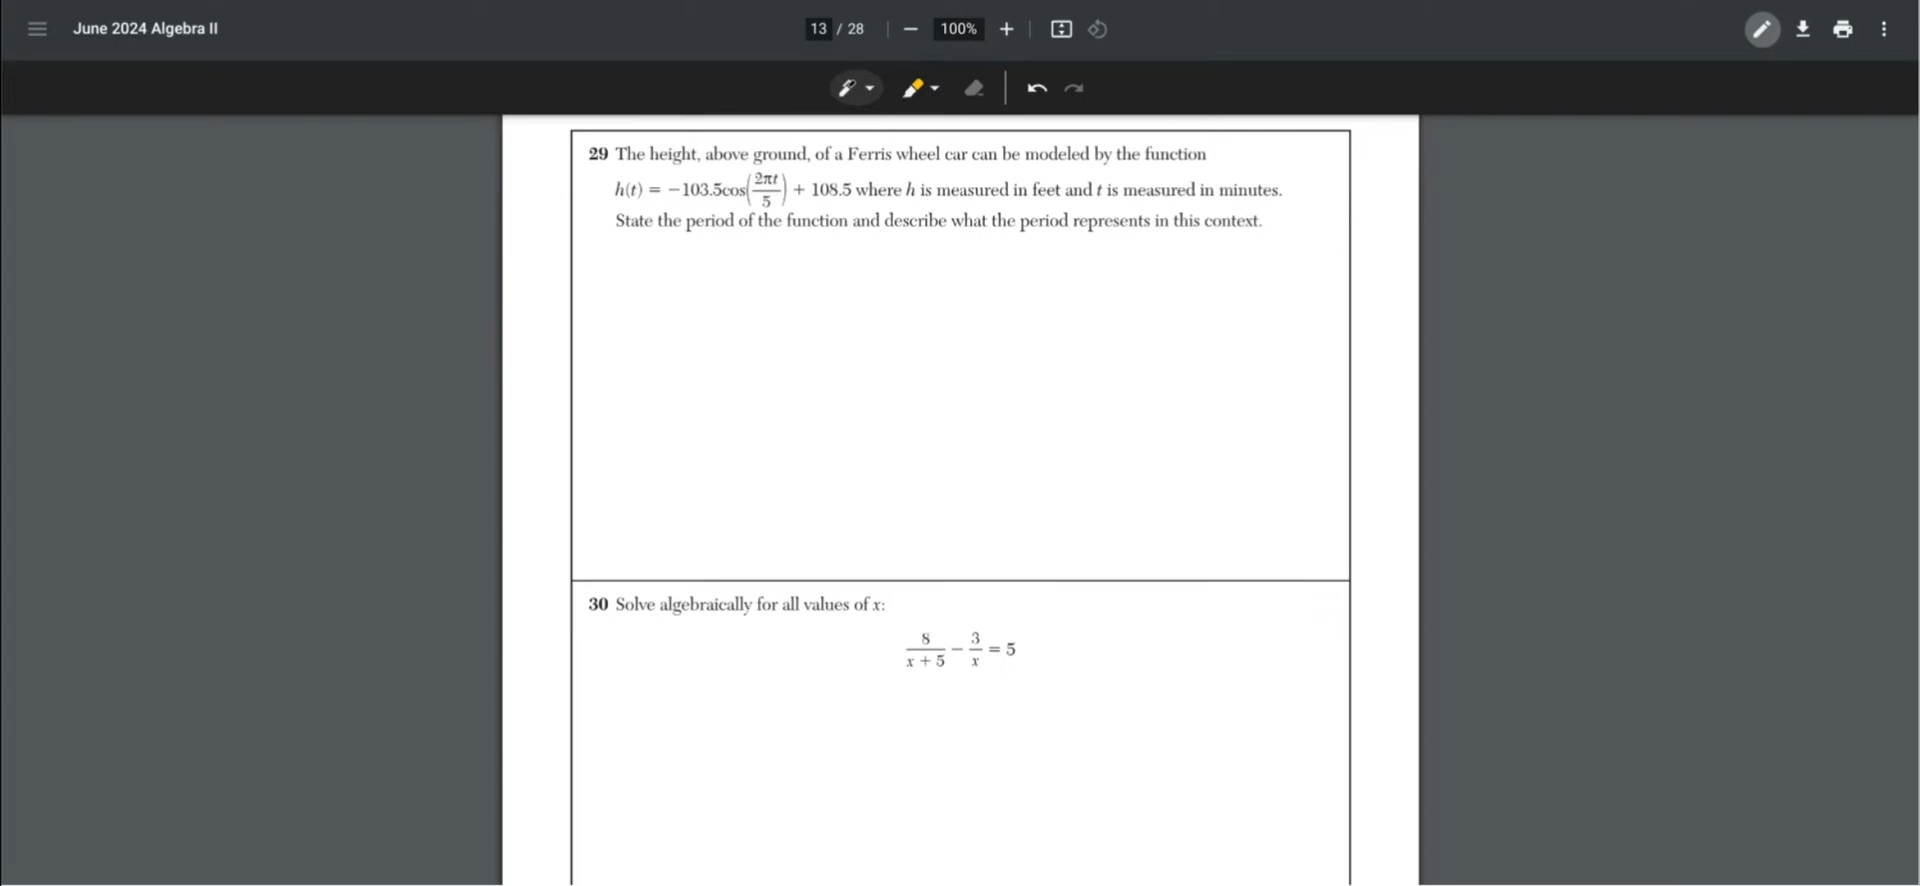 June 2024 Algebra II
13 / 28
100%
29 The height, above ground, of a Ferris wheel car can be modeled by the function
h(t) = −103.5cos(2πt/5) + 108.5 where h is measured in feet and t is measured in minutes.
State the period of the function and describe what the period represents in this context.
30 Solve algebraically for all values of x:
8/(x + 5) − 3/x = 5